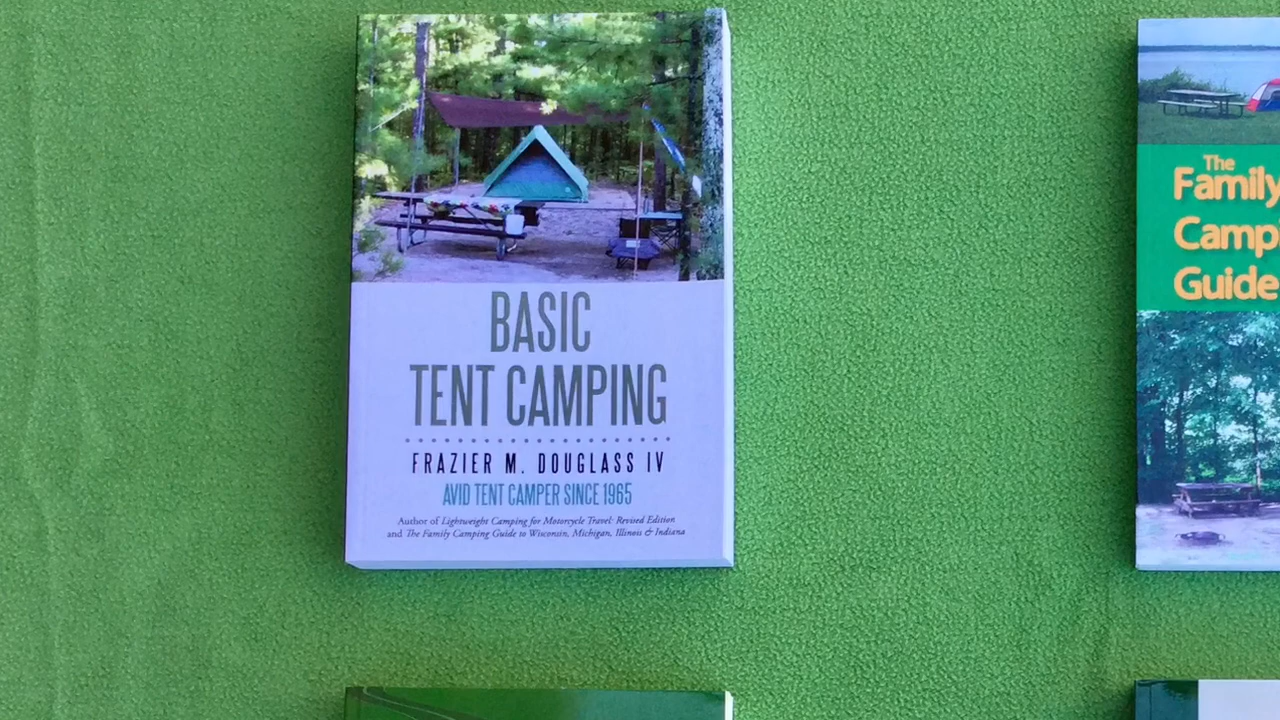 BASIC
TENT CAMPING
FRAZIER M. DOUGLASS IV
AVID TENT CAMPER SINCE 1965
Author of Lightweight Camping for Motorcycle Travel: Revised Edition
and The Family Camping Guide to Wisconsin, Michigan, Illinois & Indiana
The
Family
Camp
Guide